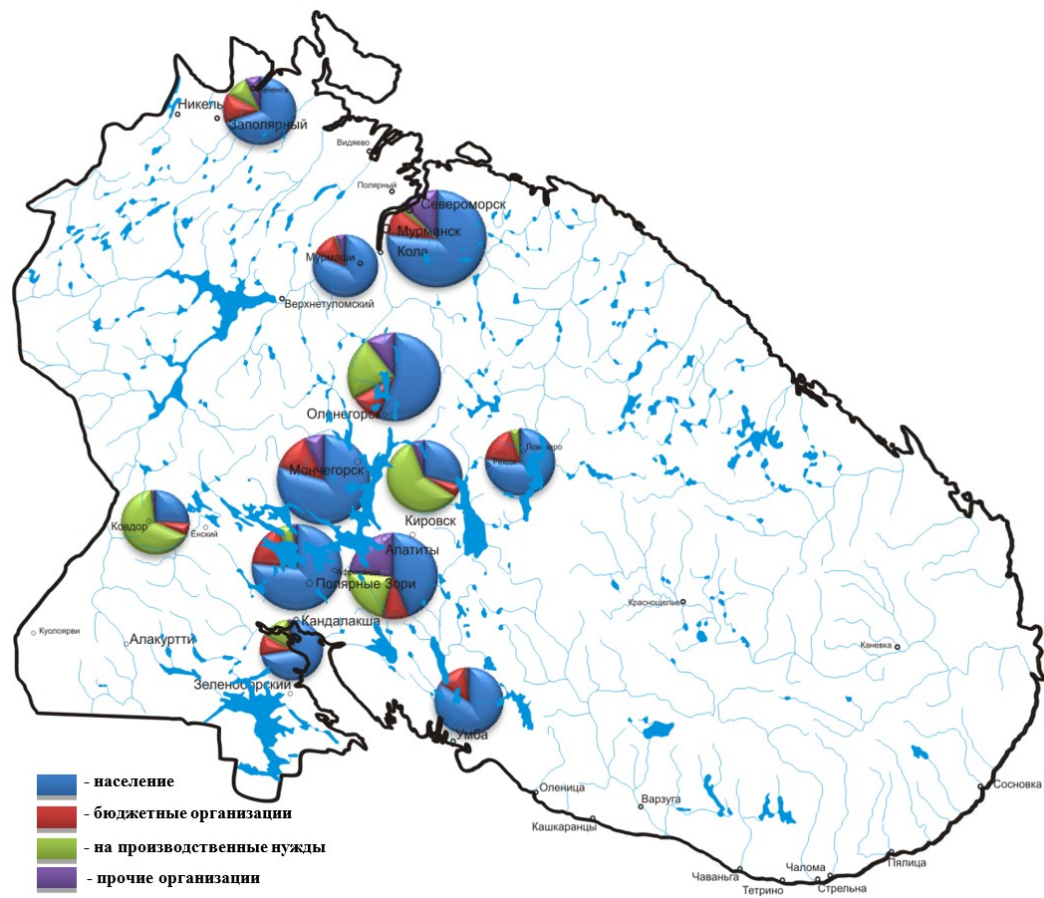 Никель
Печенга
Заполярный
Видяево
Полярный
Североморск
Мурманск
Кола
Мурмаши
Верхнетуломский
Оленегорск
Ловозеро
Ревда
Мончегорск
Кировск
Ковдор
Енский
Апатиты
Африканда
Полярные Зори
Кандалакша
Куолоярви
Алакуртти
Зеленоборский
Краснощелье
Каневка
Умба
- население
- бюджетные организации
- на производственные нужды
- прочие организации
Оленица
Варзуга
Кашкаранцы
Сосновка
Чаваньга
Тетрино
Чалома
Стрельна
Пялица